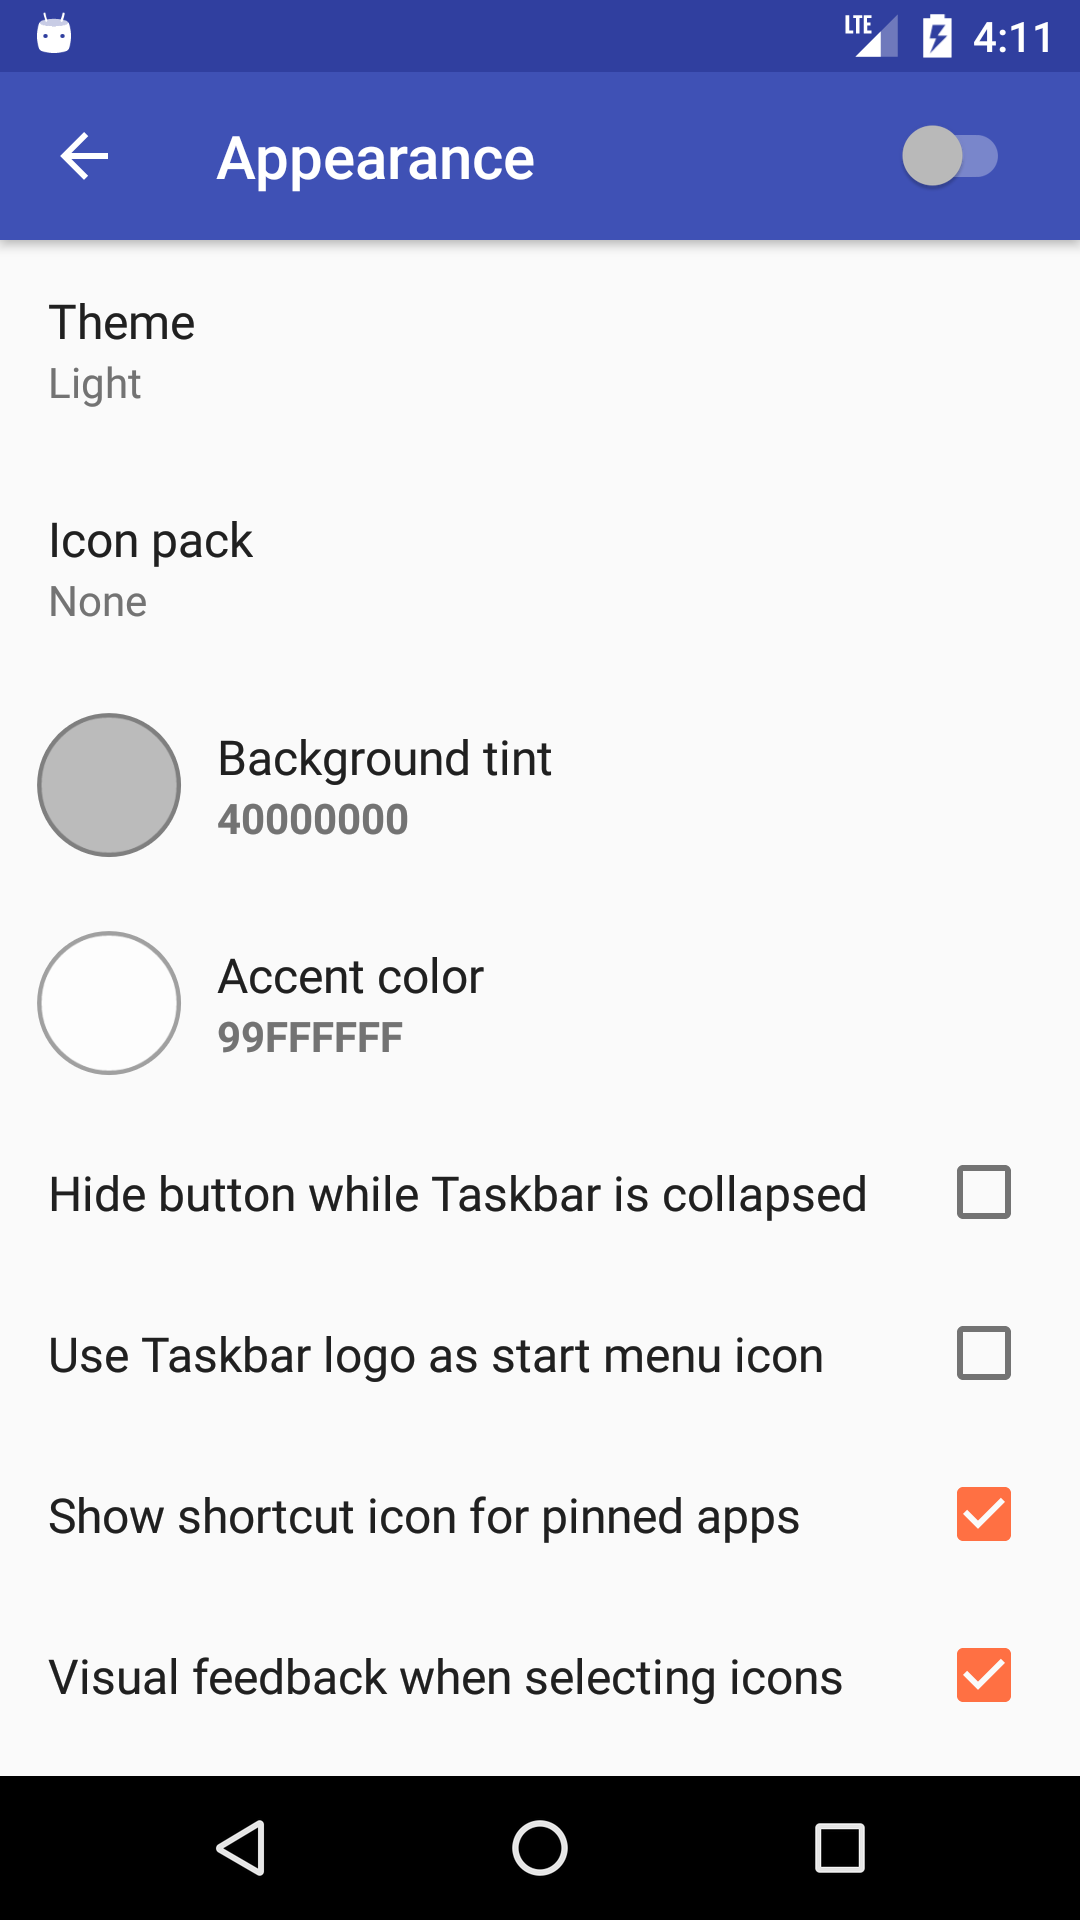 LTE 4:11
Appearance
Theme
Light
Icon pack
None
Background tint
40000000
Accent color
99FFFFFF
Hide button while Taskbar is collapsed
Use Taskbar logo as start menu icon
Show shortcut icon for pinned apps
Visual feedback when selecting icons